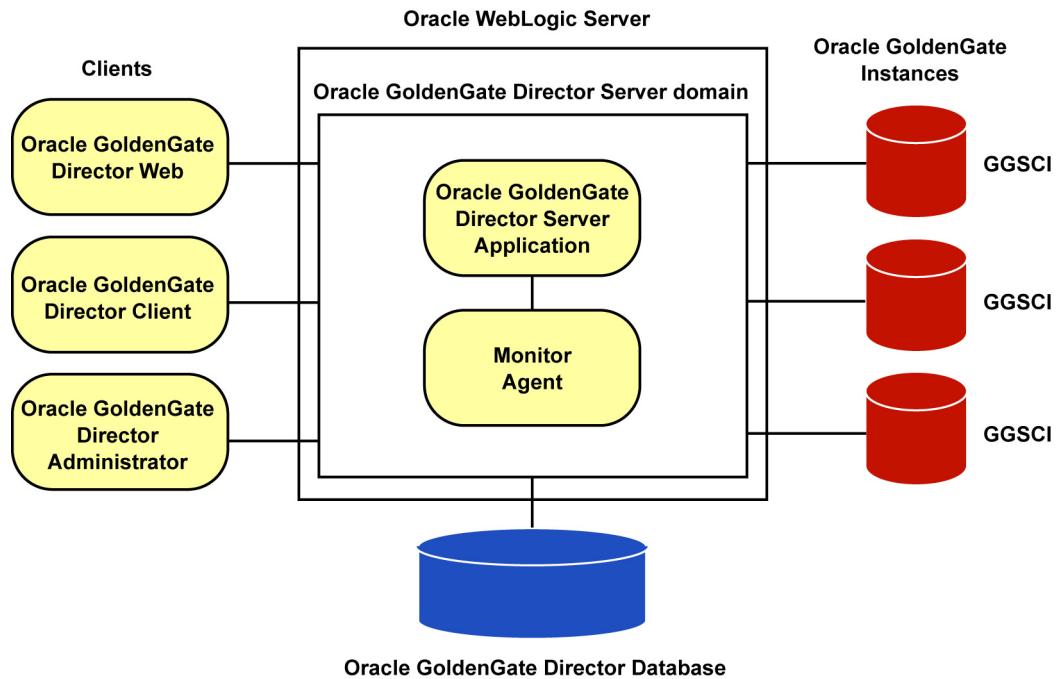 Oracle WebLogic Server
Clients
Oracle GoldenGate
Instances
Oracle GoldenGate Director Server domain
Oracle GoldenGate
Director Web
Oracle GoldenGate
Director Client
Oracle GoldenGate
Director
Administrator
Oracle GoldenGate
Director Server
Application
Monitor
Agent
GGSCI
GGSCI
GGSCI
Oracle GoldenGate Director Database